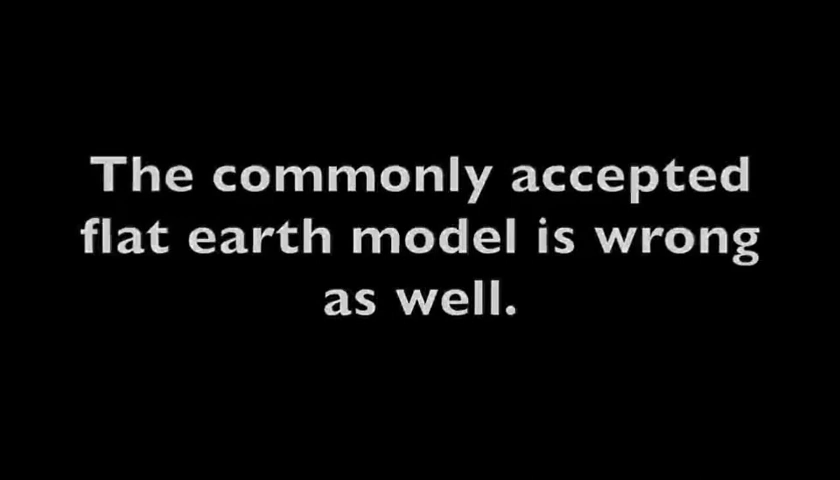 The commonly accepted
flat earth model is wrong
as well.